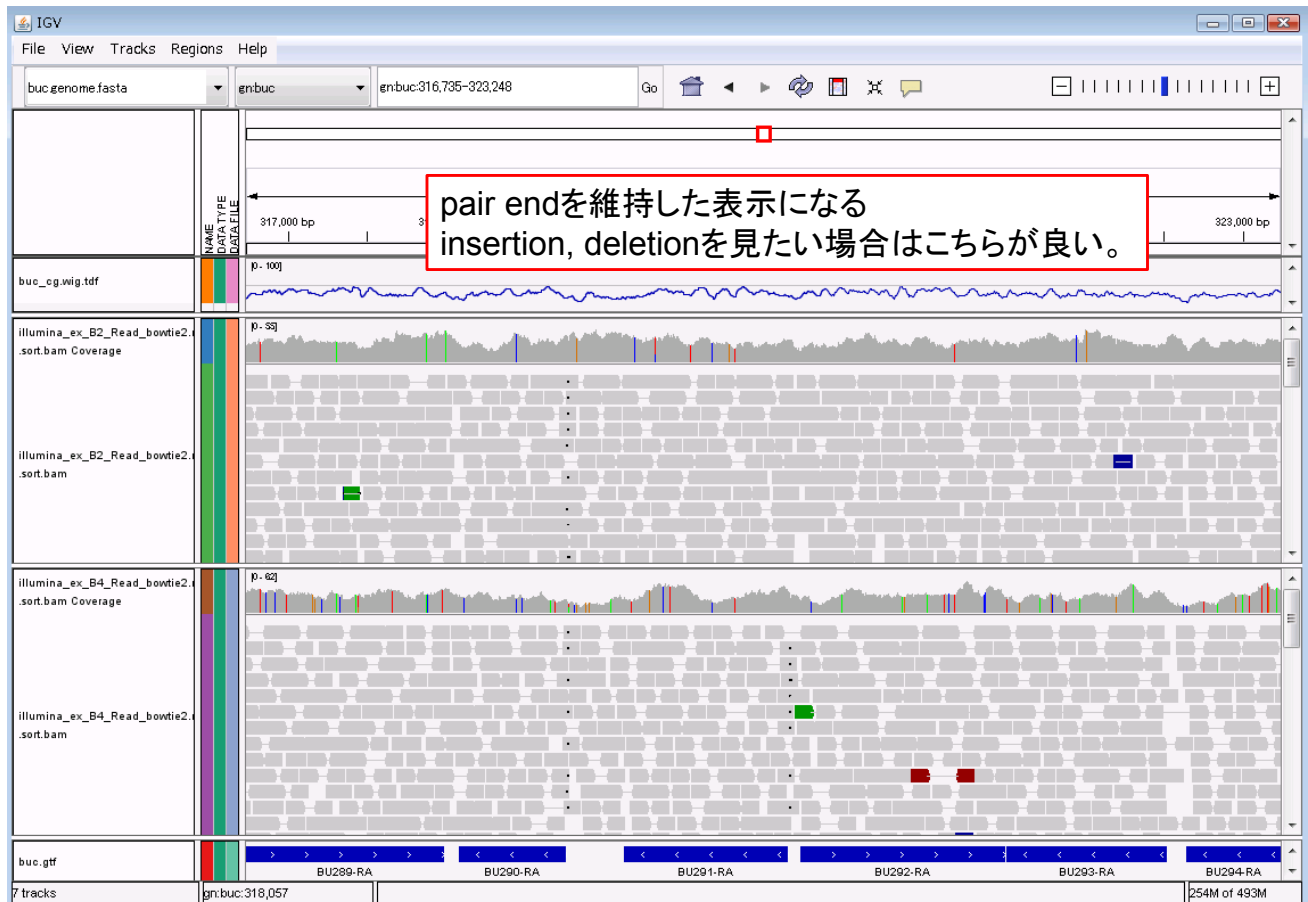 IGV
File View Tracks Regions Help
buc.genome.fasta
gn:buc
gn:buc:316,735-323,248
Go
NAME
DATA TYPE
DATA FILE
pair endを維持した表示になる
insertion, deletionを見たい場合はこちらが良い。
317,000 bp
323,000 bp
buc_cg.wig.tdf
[0 - 100]
illumina_ex_B2_Read_bowtie2.
.sort.bam Coverage
[0 - 55]
illumina_ex_B2_Read_bowtie2.
.sort.bam
illumina_ex_B4_Read_bowtie2.
.sort.bam Coverage
[0 - 62]
illumina_ex_B4_Read_bowtie2.
.sort.bam
buc.gtf
BU289-RA BU290-RA BU291-RA BU292-RA BU293-RA BU294-RA
7 tracks
gn:buc:318,057
254M of 493M